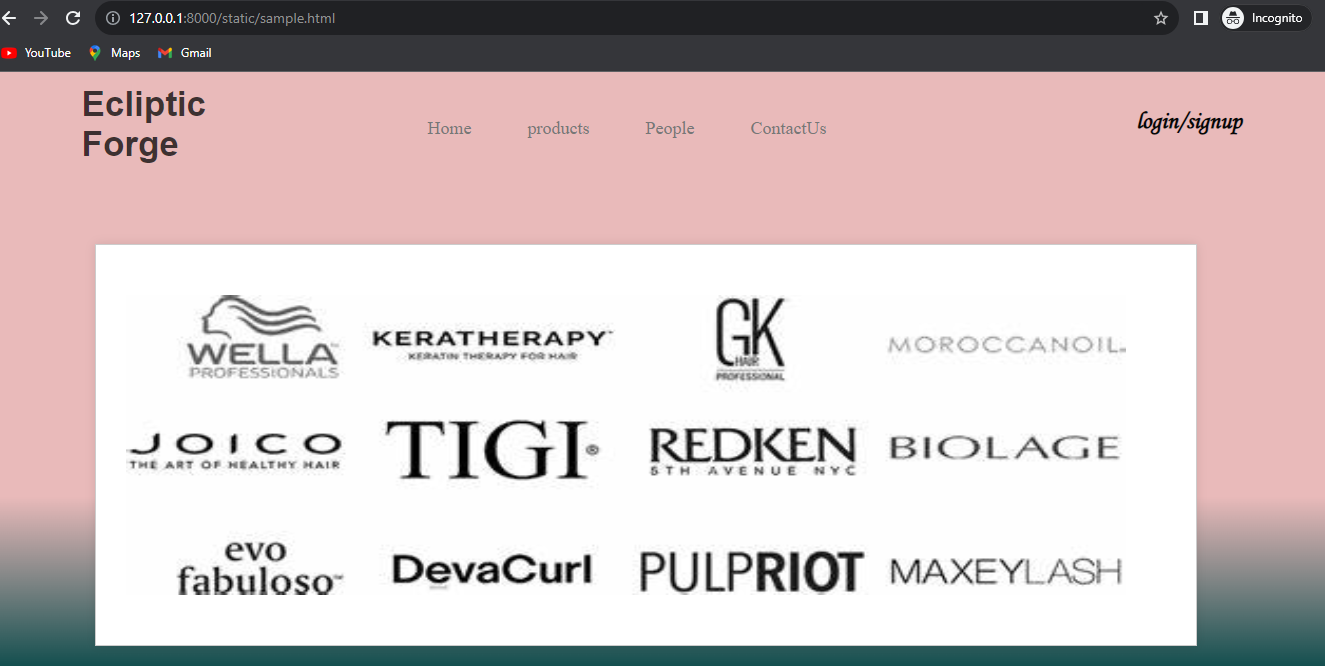 127.0.0.1:8000/static/sample.html
Incognito
YouTube Maps Gmail
Ecliptic
Forge
Home products People ContactUs
login/signup
WELLA
PROFESSIONALS
KERATHERAPY
KERATIN THERAPY FOR HAIR
GK
HAIR
PROFESSIONAL
MOROCCANOIL
JOICO
THE ART OF HEALTHY HAIR
TIGI®
REDKEN
5TH AVENUE NYC
BIOLAGE
evo
fabuloso™
DevaCurl
PULPRIOT
MAXEYLASH